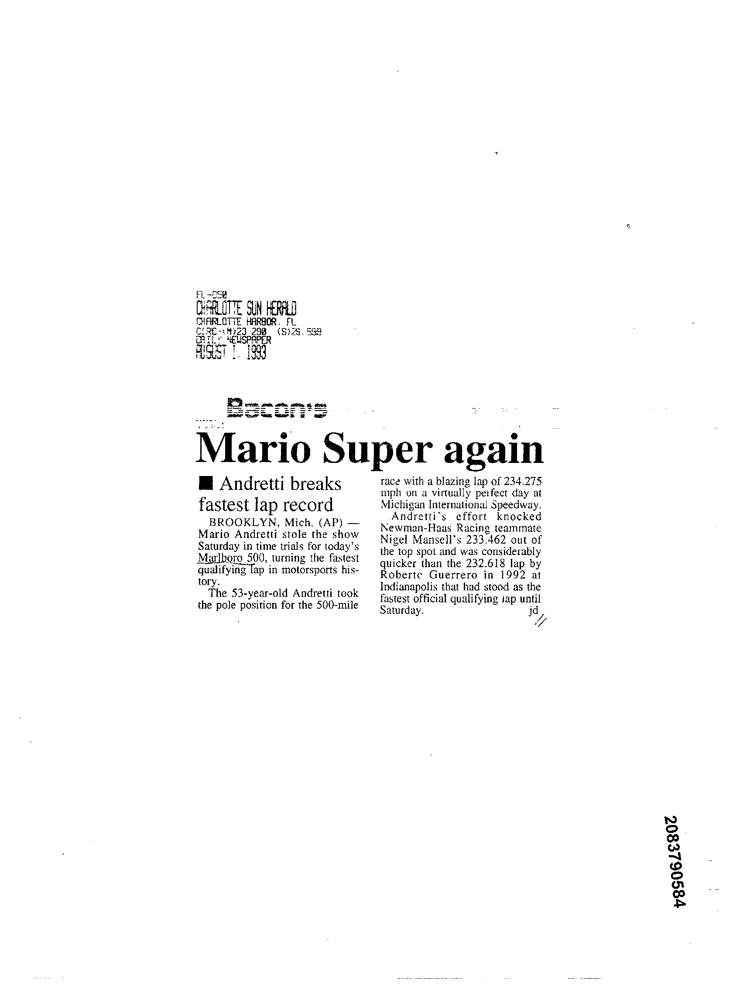 FL-250
CHARLOTTE SUN HERALD
CHARLOTTE HARBOR, FL
CIRC-(M)23,290 (S)28,599
DAILY NEWSPAPER
AUGUST 1, 1993
Bacon's
Mario Super again
■ Andretti breaks
fastest lap record
BROOKLYN, Mich. (AP) —
Mario Andretti stole the show
Saturday in time trials for today's
Marlboro 500, turning the fastest
qualifying lap in motorsports his-
tory.
The 53-year-old Andretti took
the pole position for the 500-mile
race with a blazing lap of 234.275
mph on a virtually perfect day at
Michigan International Speedway.
Andretti's effort knocked
Newman-Haas Racing teammate
Nigel Mansell's 233.462 out of
the top spot and was considerably
quicker than the 232.618 lap by
Roberto Guerrero in 1992 at
Indianapolis that had stood as the
fastest official qualifying lap until
Saturday.
jd
2083790584